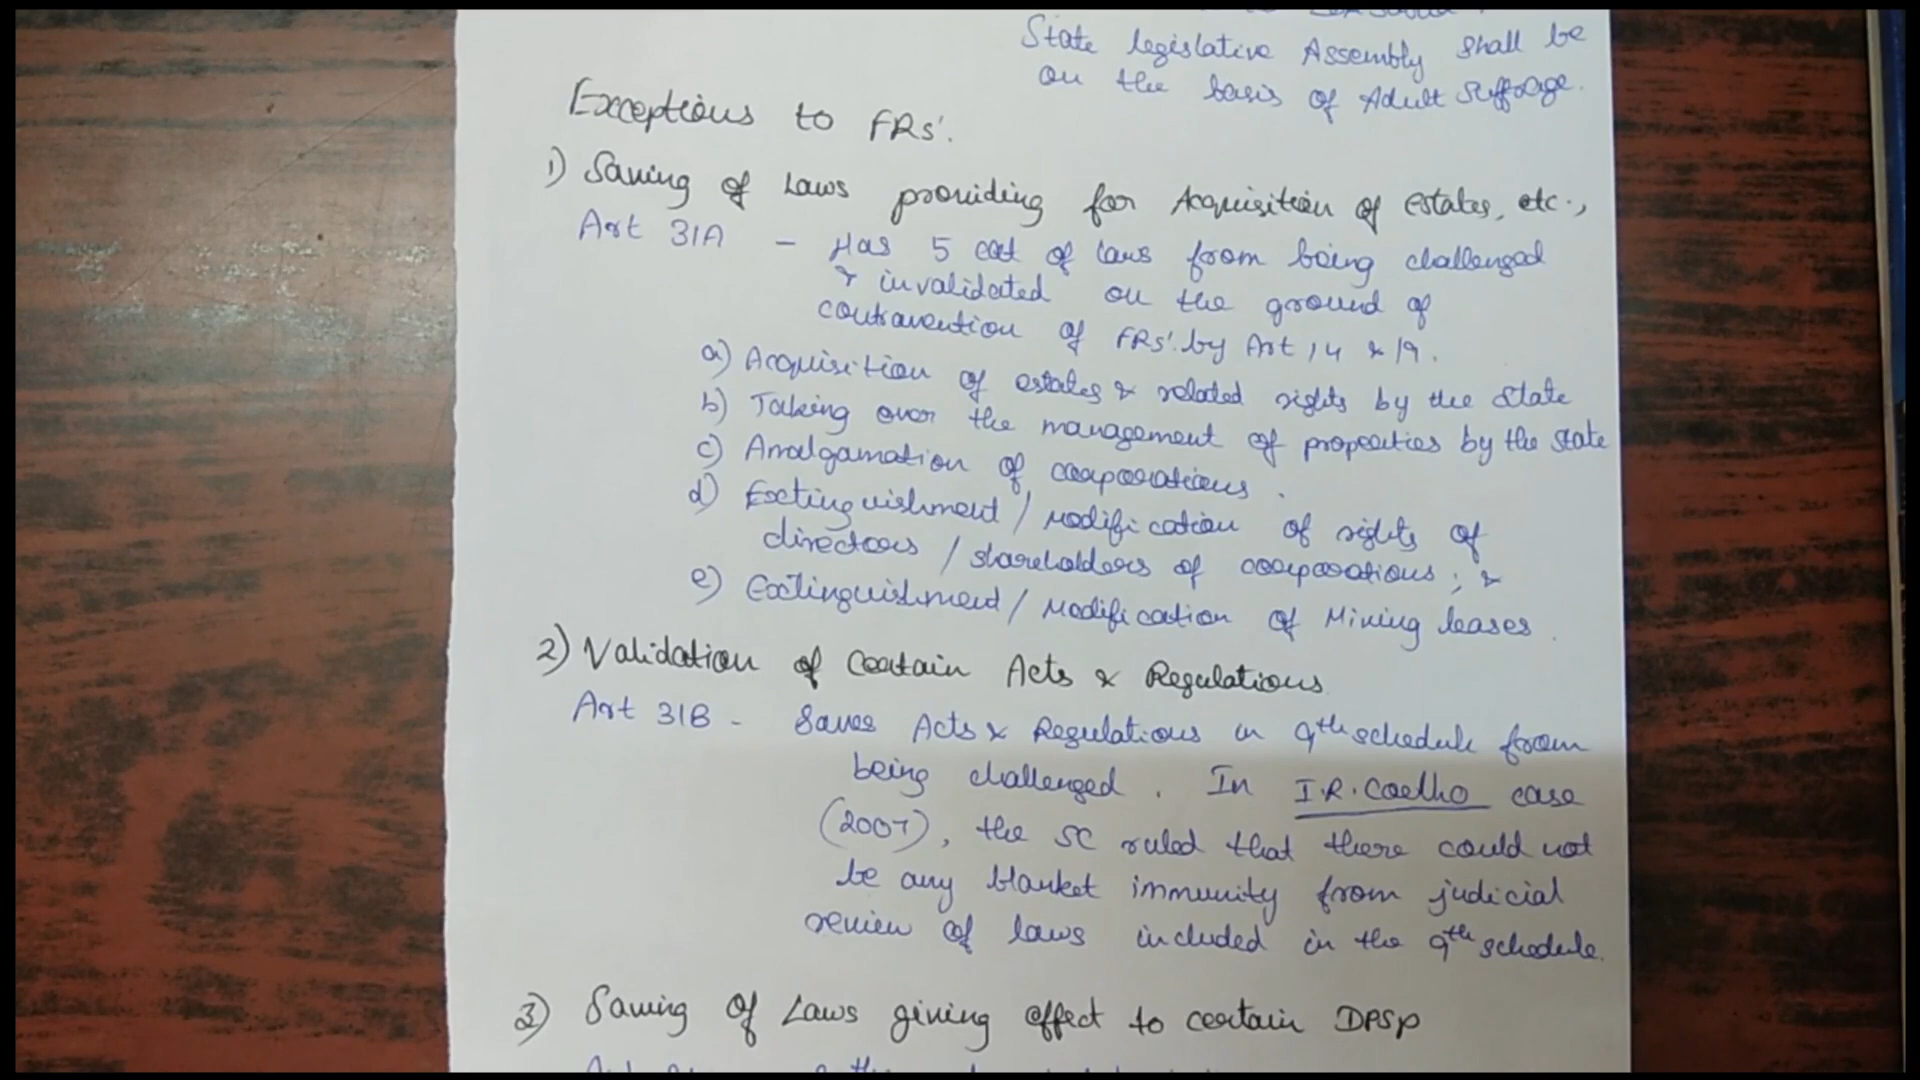 State legislative Assembly shall be
on the basis of Adult Suffrage.
Exceptions to FRs'.
1) Saving of Laws providing for Acquisition of estates, etc.,
Art 31A - Has 5 cat of laws from being challenged
& invalidated on the ground of
contravention of FRs'. by Art 14 & 19.
a) Acquisition of estates & related rights by the State
b) Taking over the management of properties by the State
c) Amalgamation of corporations.
d) Extinguishment / Modification of rights of
directors / shareholders of corporations; &
e) Extinguishment / Modification of Mining leases.
2) Validation of Certain Acts & Regulations
Art 31B - Saves Acts & Regulations in 9th schedule from
being challenged. In I.R. Coelho case
(2007), the SC ruled that there could not
be any blanket immunity from judicial
review of laws included in the 9th schedule.
3) Saving of Laws giving effect to certain DPSP